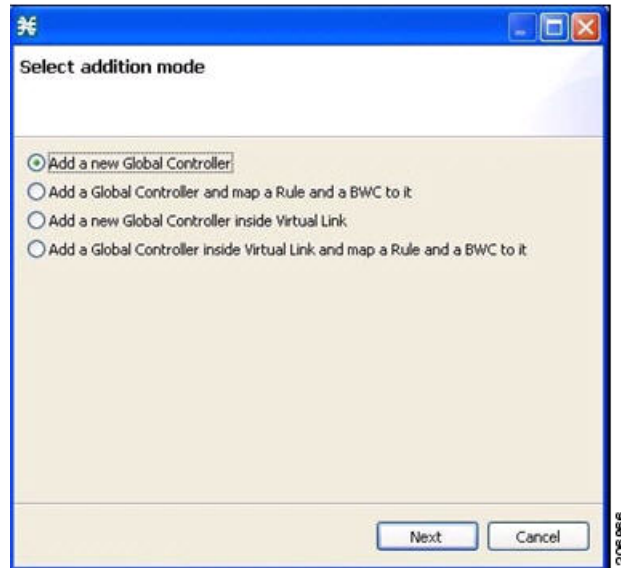 Select addition mode
Add a new Global Controller
Add a Global Controller and map a Rule and a BWC to it
Add a new Global Controller inside Virtual Link
Add a Global Controller inside Virtual Link and map a Rule and a BWC to it
Next
Cancel
206966